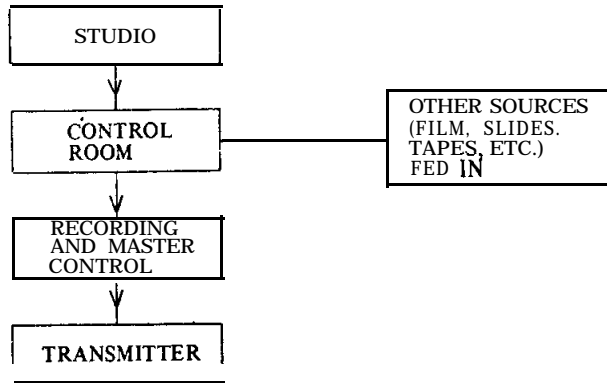 STUDIO
CONTROL
ROOM
OTHER SOURCES
(FILM, SLIDES.
TAPES, ETC.)
FED IN
RECORDING
AND MASTER
CONTROL
TRANSMITTER